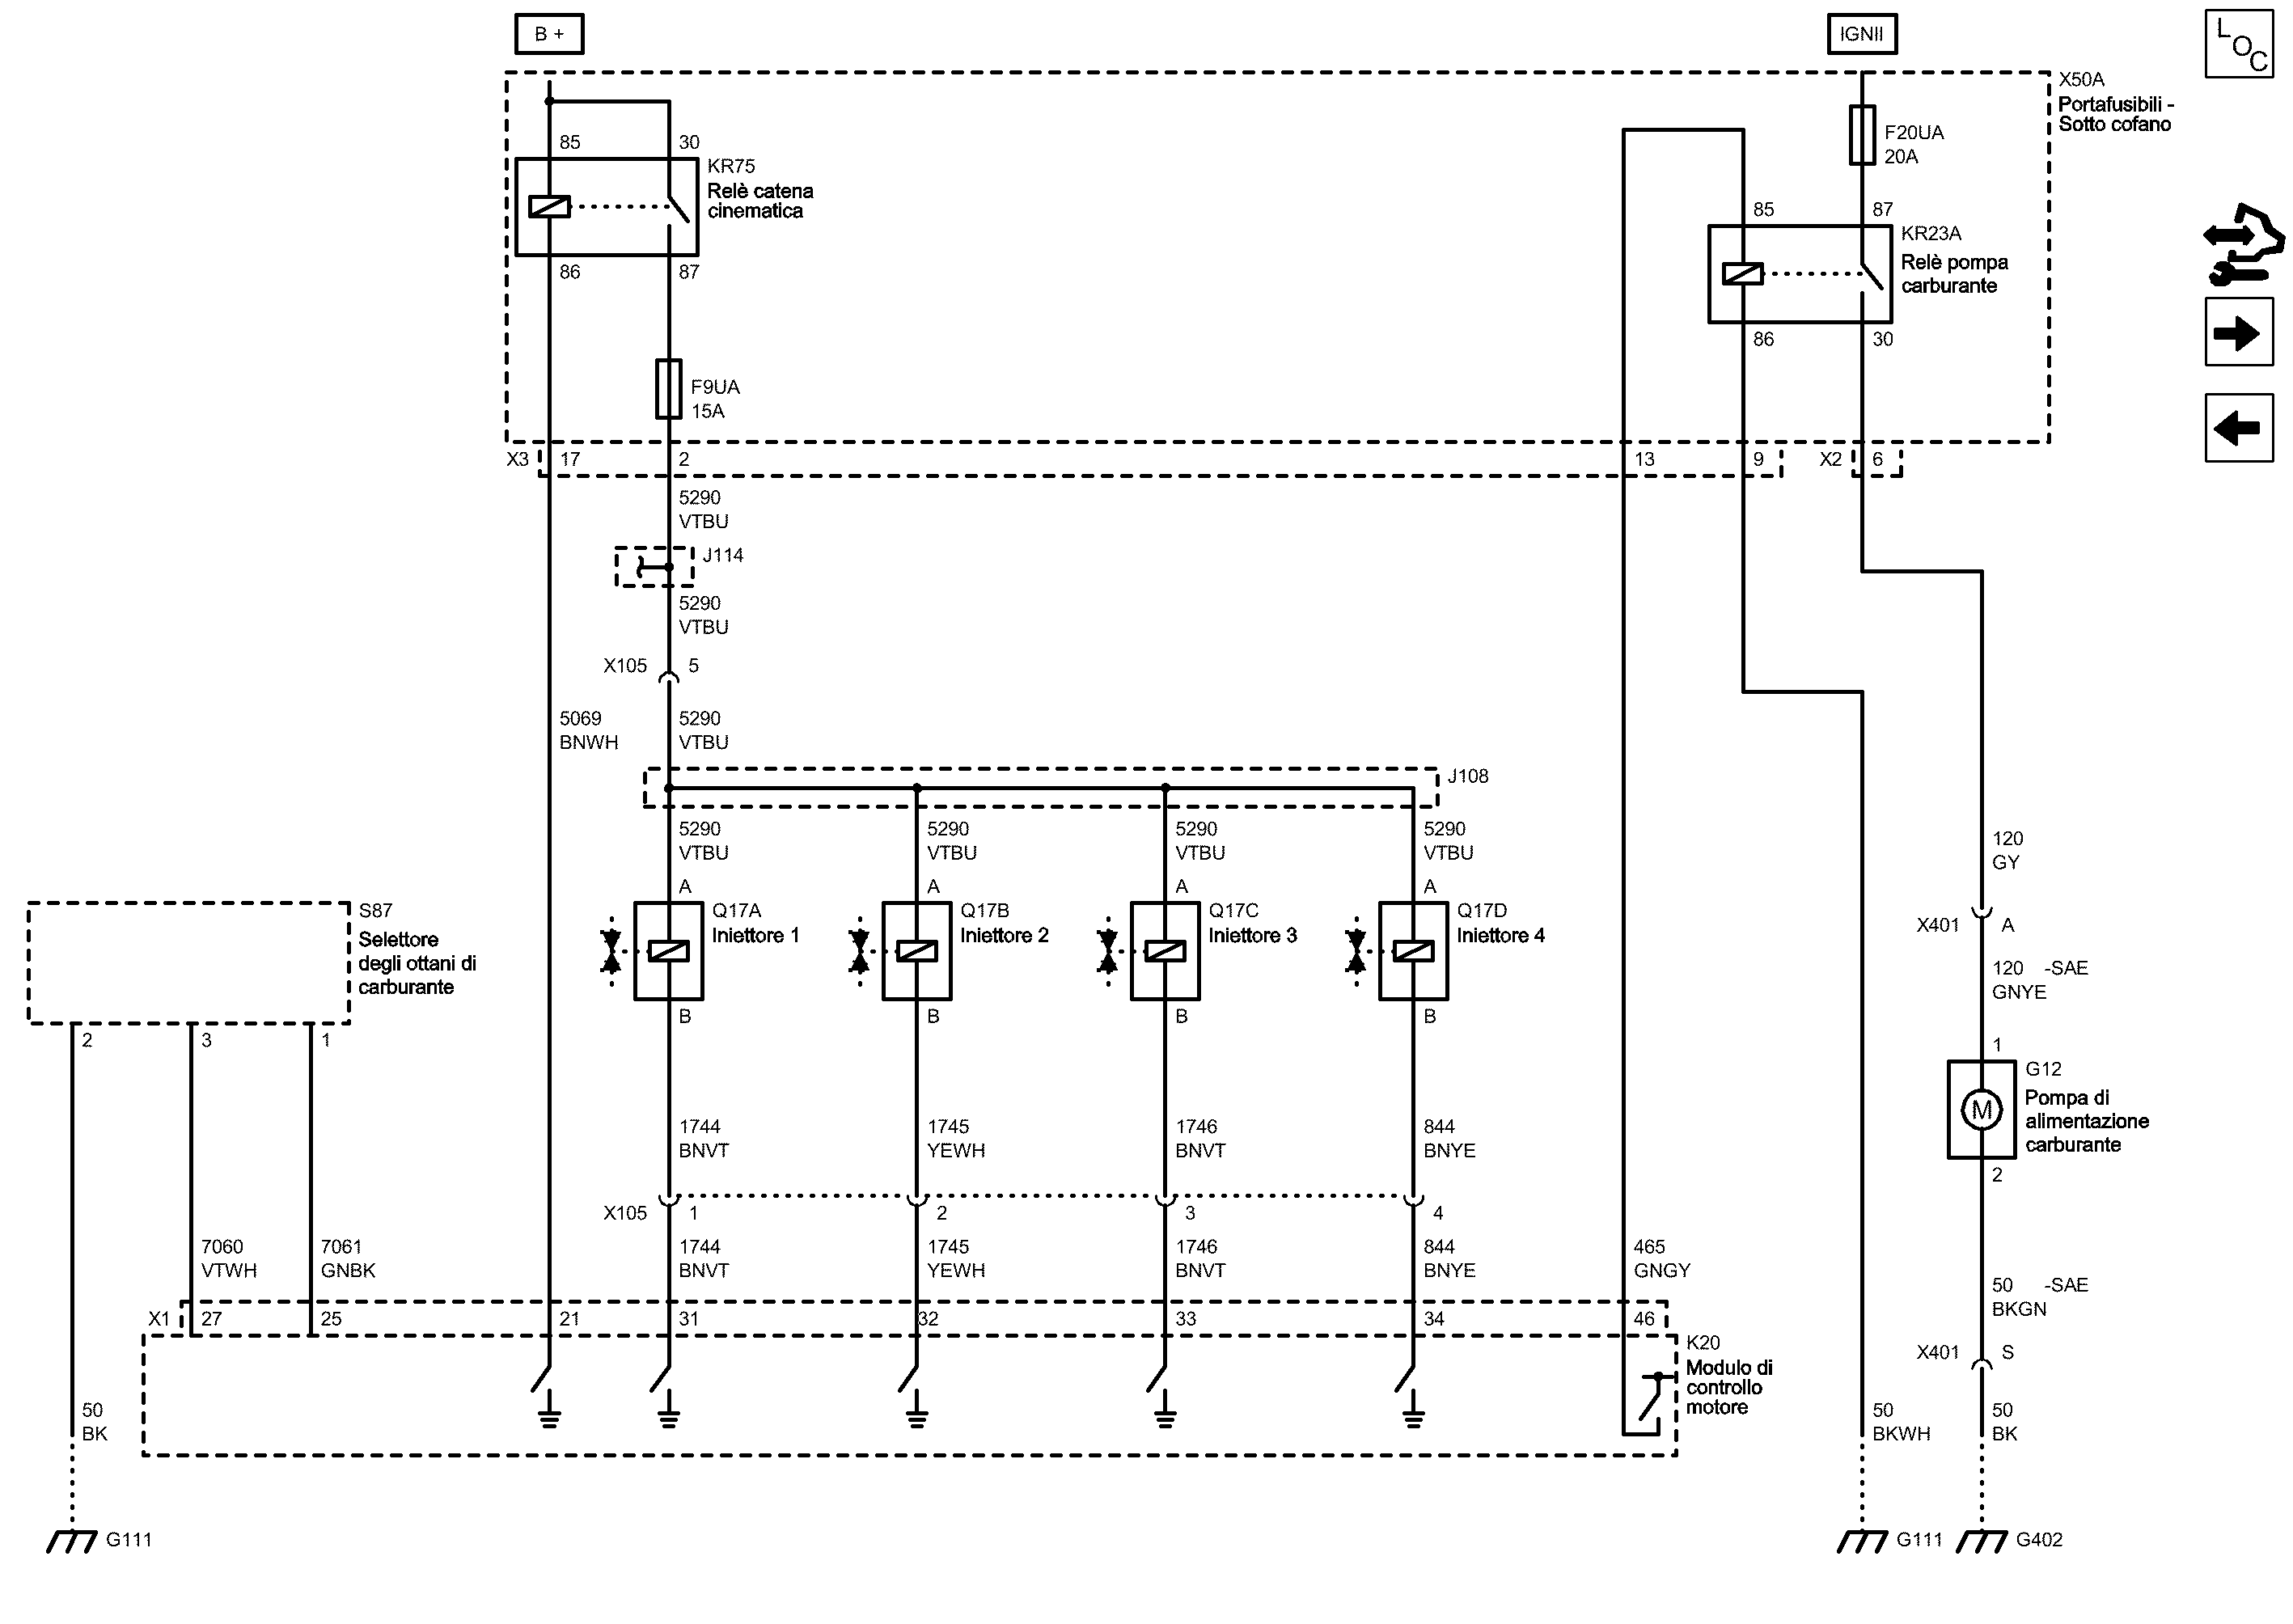 B +
IGNII
L
O
C
X50A
Portafusibili -
Sotto cofano
F20UA
20A
85
30
KR75
Relè catena
cinematica
85
87
KR23A
Relè pompa
carburante
86
87
86
30
F9UA
15A
X3
17
2
13
9
X2
6
5290
VTBU
J114
5290
VTBU
X105
5
5069
BNWH
5290
VTBU
J108
5290
VTBU
5290
VTBU
5290
VTBU
5290
VTBU
120
GY
A
A
A
A
S87
Selettore
degli ottani di
carburante
Q17A
Iniettore 1
Q17B
Iniettore 2
Q17C
Iniettore 3
Q17D
Iniettore 4
X401
A
120 -SAE
GNYE
B
B
B
B
2
3
1
1
G12
M
Pompa di
alimentazione
carburante
2
1744
BNVT
1745
YEWH
1746
BNVT
844
BNYE
X105
1
2
3
4
7060
VTWH
7061
GNBK
1744
BNVT
1745
YEWH
1746
BNVT
844
BNYE
465
GNGY
50 -SAE
BKGN
X1
27
25
21
31
32
33
34
46
K20
Modulo di
controllo
motore
X401
S
50
BK
50
BKWH
50
BK
G111
G111
G402